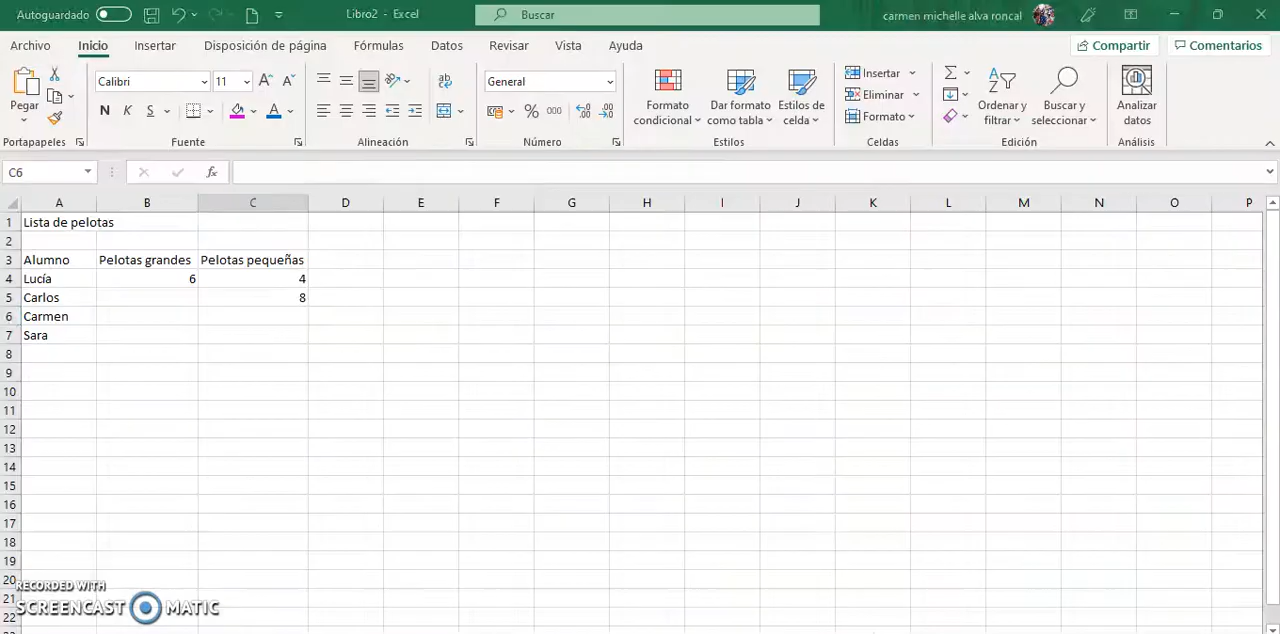 Autoguardado Libro2 - Excel Buscar carmen michelle alva roncal
Archivo Inicio Insertar Disposición de página Fórmulas Datos Revisar Vista Ayuda Compartir Comentarios
Pegar
Portapapeles
Calibri 11
N K S A
Fuente
Alineación
General
% 000
Número
Formato condicional
Dar formato como tabla
Estilos de celda
Estilos
Insertar
Eliminar
Formato
Celdas
Ordenar y filtrar
Buscar y seleccionar
Edición
Analizar datos
Análisis
C6 fx
A B C D E F G H I J K L M N O P
1 Lista de pelotas
2
3 Alumno Pelotas grandes Pelotas pequeñas
4 Lucía 6 4
5 Carlos 8
6 Carmen
7 Sara
8
9
10
11
12
13
14
15
16
17
18
19
20
21
22
RECORDED WITH
SCREENCAST MATIC